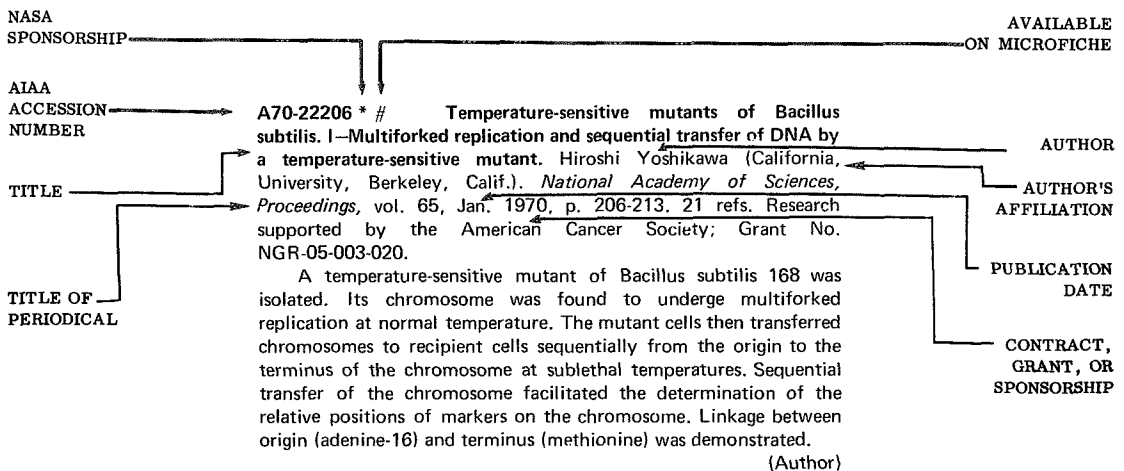 NASA
SPONSORSHIP
AVAILABLE
ON MICROFICHE
AIAA
ACCESSION
NUMBER
TITLE
TITLE OF
PERIODICAL
A70-22206 * # Temperature-sensitive mutants of Bacillus
subtilis. I—Multiforked replication and sequential transfer of DNA by
a temperature-sensitive mutant. Hiroshi Yoshikawa (California,
University, Berkeley, Calif.). National Academy of Sciences,
Proceedings, vol. 65, Jan. 1970, p. 206-213. 21 refs. Research
supported by the American Cancer Society; Grant No.
NGR-05-003-020.
A temperature-sensitive mutant of Bacillus subtilis 168 was
isolated. Its chromosome was found to underge multiforked
replication at normal temperature. The mutant cells then transferred
chromosomes to recipient cells sequentially from the origin to the
terminus of the chromosome at sublethal temperatures. Sequential
transfer of the chromosome facilitated the determination of the
relative positions of markers on the chromosome. Linkage between
origin (adenine-16) and terminus (methionine) was demonstrated.
(Author)
AUTHOR
AUTHOR'S
AFFILIATION
PUBLICATION
DATE
CONTRACT,
GRANT, OR
SPONSORSHIP